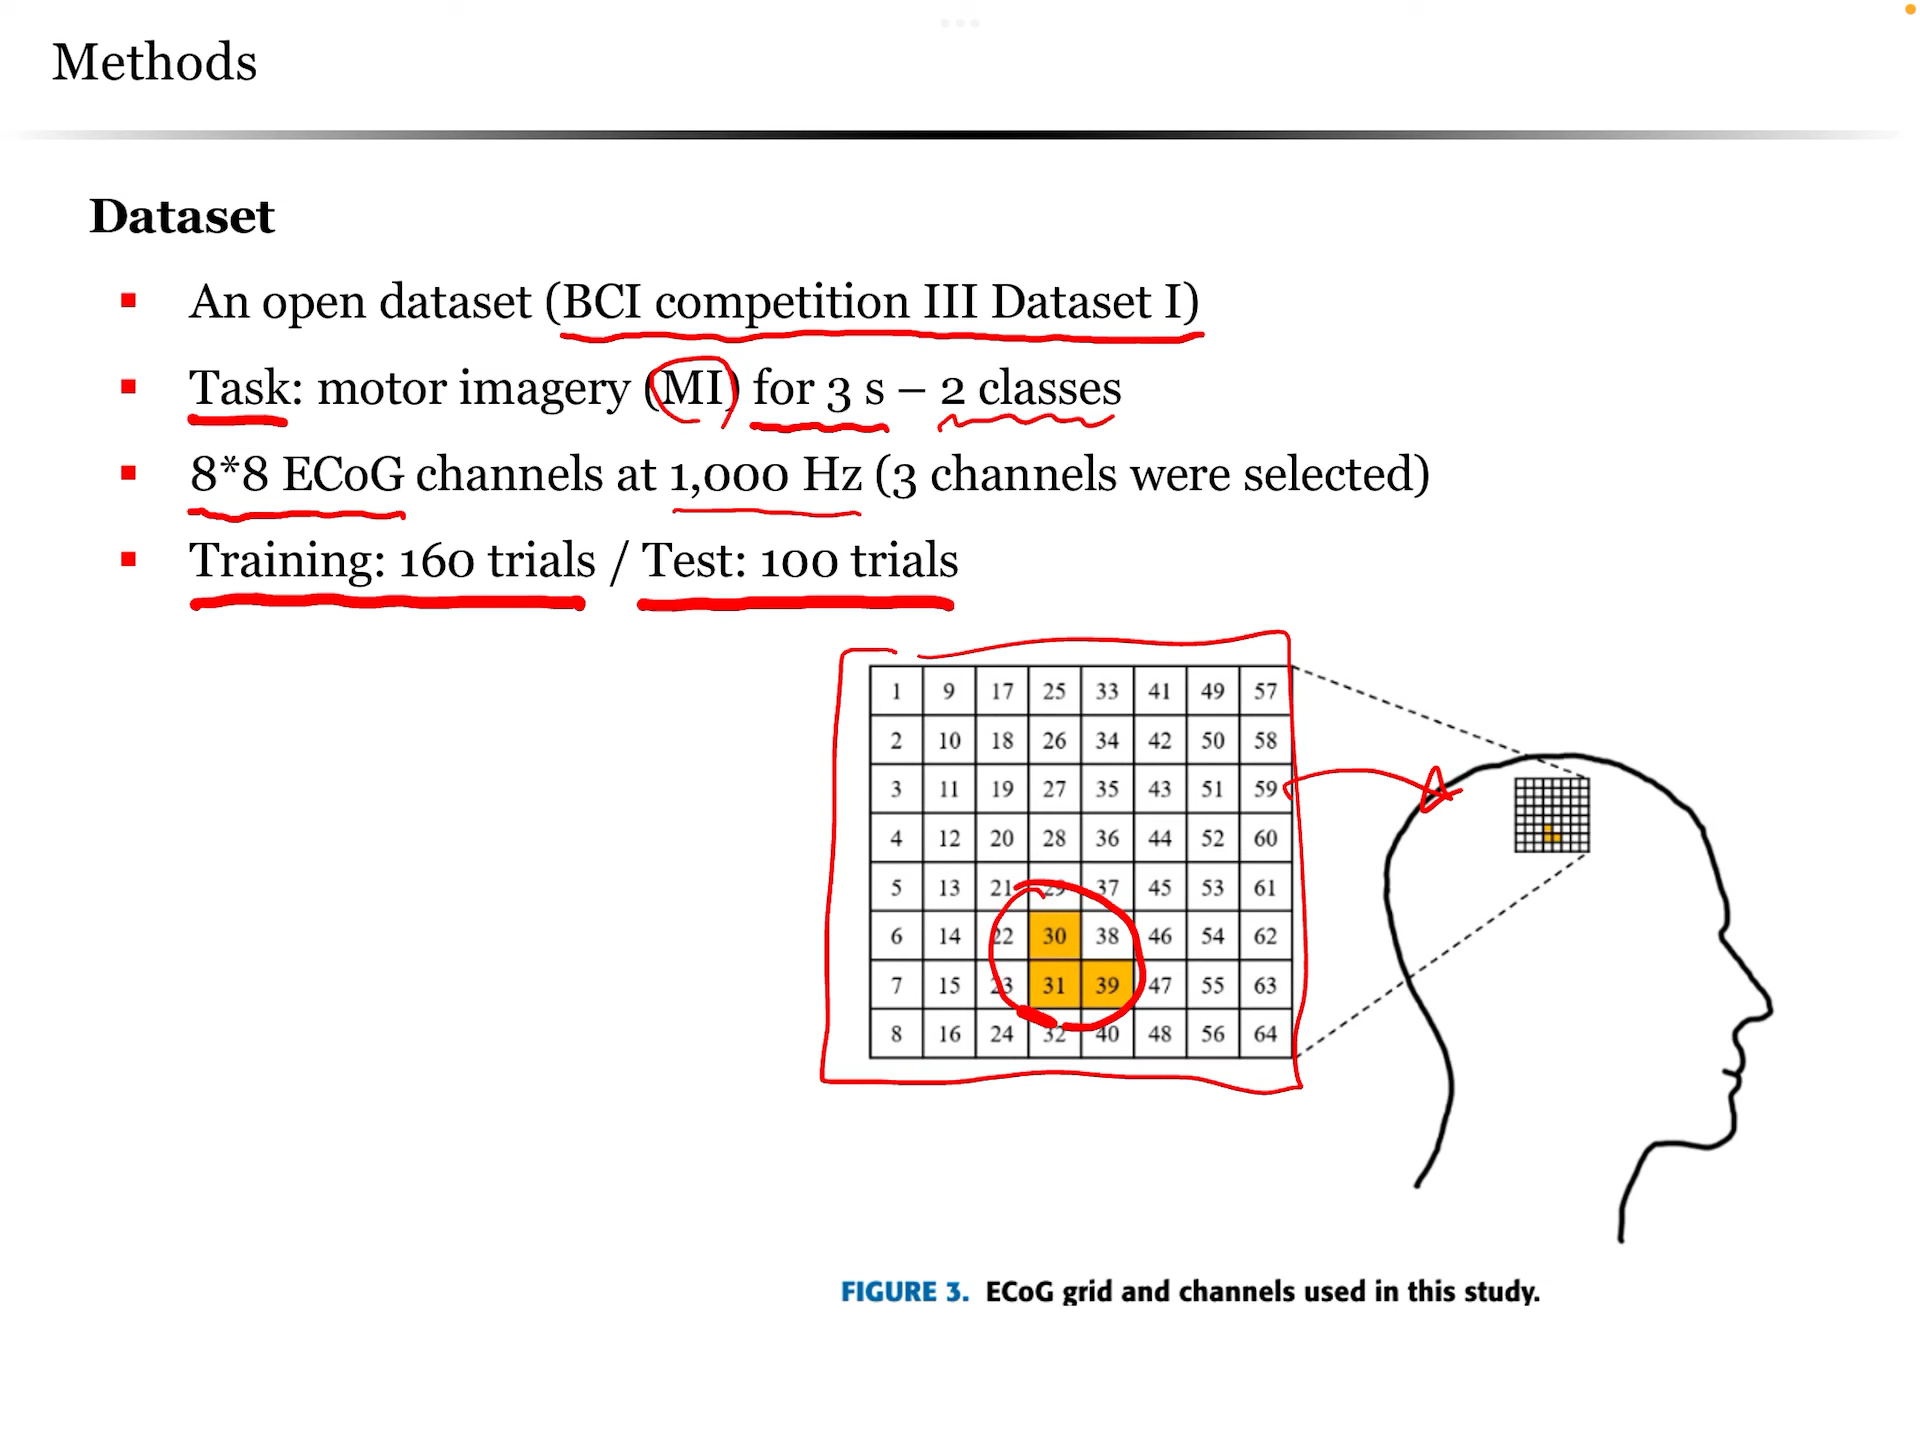 Methods
Dataset
An open dataset (BCI competition III Dataset I)
Task: motor imagery (MI) for 3 s – 2 classes
8*8 ECoG channels at 1,000 Hz (3 channels were selected)
Training: 160 trials / Test: 100 trials
1 9 17 25 33 41 49 57
2 10 18 26 34 42 50 58
3 11 19 27 35 43 51 59
4 12 20 28 36 44 52 60
5 13 21 29 37 45 53 61
6 14 22 30 38 46 54 62
7 15 23 31 39 47 55 63
8 16 24 32 40 48 56 64
FIGURE 3. ECoG grid and channels used in this study.